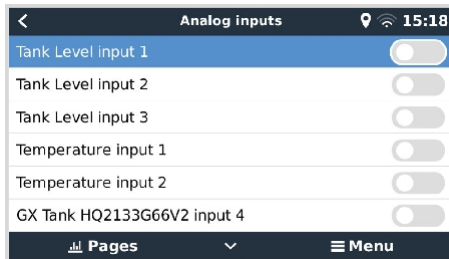 Analog inputs 15:18
Tank Level input 1
Tank Level input 2
Tank Level input 3
Temperature input 1
Temperature input 2
GX Tank HQ2133G66V2 input 4
Pages Menu